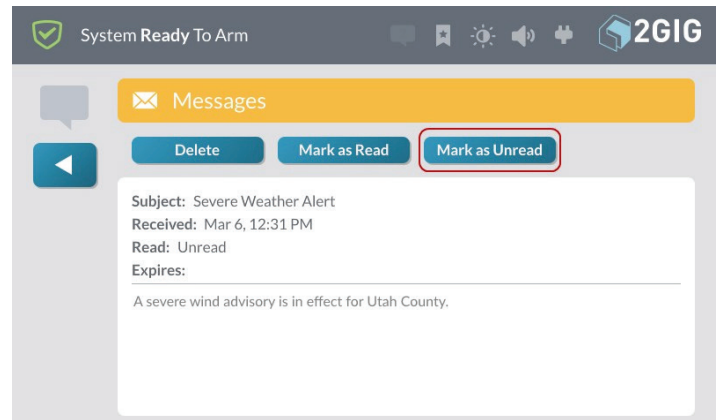 System Ready To Arm
2GIG
Messages
Delete Mark as Read Mark as Unread
Subject: Severe Weather Alert
Received: Mar 6, 12:31 PM
Read: Unread
Expires:
A severe wind advisory is in effect for Utah County.